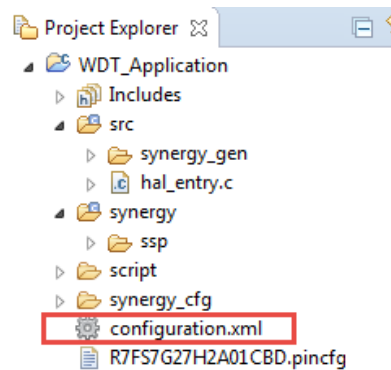 Project Explorer
WDT_Application
Includes
src
synergy_gen
hal_entry.c
synergy
ssp
script
synergy_cfg
configuration.xml
R7FS7G27H2A01CBD.pincfg